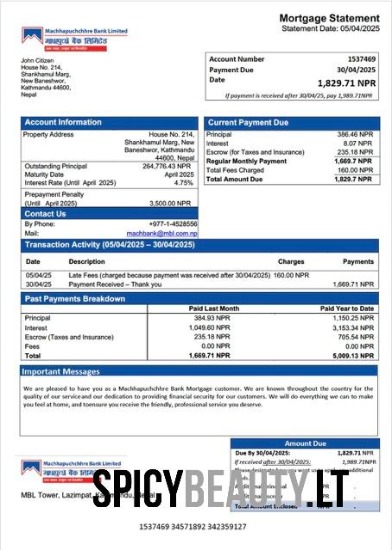 Machhapuchchhre Bank Limited
माछापुच्छ्रे बैंक लिमिटेड
Mortgage Statement
Statement Date: 05/04/2025
John Citizen
House No. 214,
Shankhamul Marg,
New Baneshwor,
Kathmandu 44600,
Nepal
Account Number 1537469
Payment Due 30/04/2025
Date 1,829.71 NPR
If payment is received after 30/04/25, pay 1,989.71NPR
Account Information
Property Address House No. 214,
Shankhamul Marg, New
Baneshwor, Kathmandu
44600, Nepal
Outstanding Principal 264,776.43 NPR
Maturity Date April 2025
Interest Rate (Until April 2025) 4.75%
Prepayment Penalty
(Until April 2025) 3,500.00 NPR
Contact Us
By Phone: +977-1-4528556
Mail: machbank@mbl.com.np
Current Payment Due
Principal 386.46 NPR
Interest 8.07 NPR
Escrow (for Taxes and Insurance) 235.18 NPR
Regular Monthly Payment 1,669.7 NPR
Total Fees Charged 160.00 NPR
Total Amount Due 1,829.7 NPR
Transaction Activity (05/04/2025 – 30/04/2025)
Date Description Charges Payments
05/04/25 Late Fees (charged because payment was received after 30/04/2025) 160.00 NPR
30/04/25 Payment Received – Thank you 1,669.71 NPR
Past Payments Breakdown
Paid Last Month Paid Year to Date
Principal 384.93 NPR 1,150.25 NPR
Interest 1,049.60 NPR 3,153.34 NPR
Escrow (Taxes and Insurance) 235.18 NPR 705.54 NPR
Fees 0.00 NPR 0.00 NPR
Total 1,669.71 NPR 5,009.13 NPR
Important Messages
We are pleased to have you as a Machhapuchchhre Bank Mortgage customer. We are known throughout the country for the
quality of our service and our dedication to providing financial security for our customers. We will do everything we can to make
you feel at home, and to ensure you receive the friendly, professional service you deserve.
Machhapuchchhre Bank Limited
माछापुच्छ्रे बैंक लिमिटेड
MBL Tower, Lazimpat, Kathmandu, Nepal
Amount Due
Due By 30/04/2025: 1,829.71 NPR
If received after 30/04/2025: 1,989.71NPR
Total Amount Enclosed
SPICYBEAUTY.LT
1537469 34571892 342359127